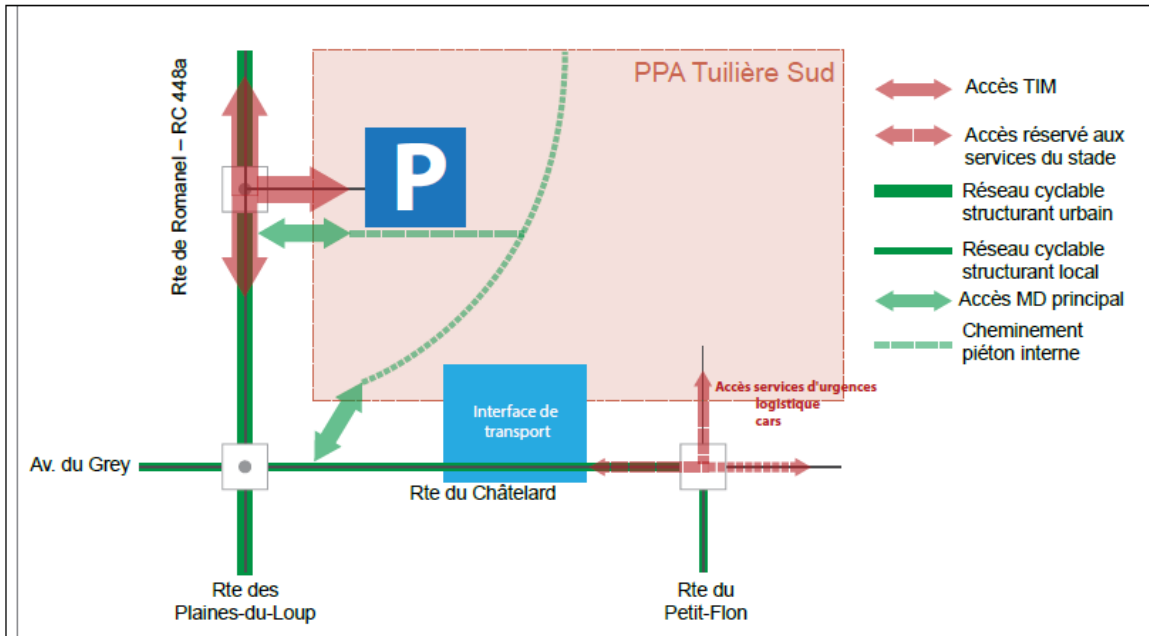 PPA Tuilière Sud
Rte de Romanel – RC 448a
P
Accès TIM
Accès réservé aux
services du stade
Réseau cyclable
structurant urbain
Réseau cyclable
structurant local
Accès MD principal
Cheminement
piéton interne
Accès services d'urgences
logistique
cars
Interface de
transport
Av. du Grey
Rte du Châtelard
Rte des
Plaines-du-Loup
Rte du
Petit-Flon